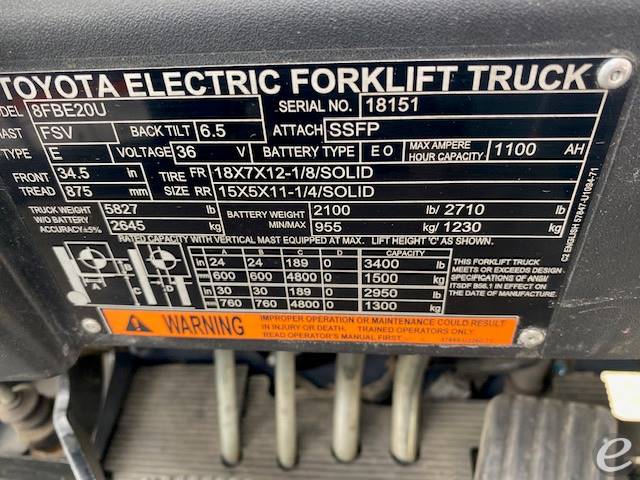 TOYOTA ELECTRIC FORKLIFT TRUCK
DEL 8FBE20U SERIAL NO. 18151
AST FSV BACK TILT 6.5 ATTACH SSFP
TYPE E VOLTAGE 36 BATTERY TYPE E O MAX AMPERE HOUR CAPACITY 1100 AH
FRONT 34.5 in TIRE FR 18X7X12-1/8/SOLID
TREAD 875 mm SIZE RR 15X5X11-1/4/SOLID
TRUCK WEIGHT 5827 lb BATTERY WEIGHT 2100 lb/ 2710 lb
W/O BATTERY
ACCURACY±5% 2645 kg MIN/MAX 955 kg/ 1230 kg
RATED CAPACITY WITH VERTICAL MAST EQUIPPED AT MAX. LIFT HEIGHT 'C' AS SHOWN.
A B C D CAPACITY
in 24 24 189 0 3400 lb
mm 600 600 4800 0 1500 kg
in 30 30 189 0 2950 lb
mm 760 760 4800 0 1300 kg
A B C D
THIS FORKLIFT TRUCK
MEETS OR EXCEEDS DESIGN
SPECIFICATIONS OF ANSI/
ITSDF B56.1 IN EFFECT ON
THE DATE OF MANUFACTURE.
C2 ENGLISH 57847-U1094-71
WARNING
IMPROPER OPERATION OR MAINTENANCE COULD RESULT
IN INJURY OR DEATH. TRAINED OPERATORS ONLY.
READ OPERATOR'S MANUAL FIRST.
e